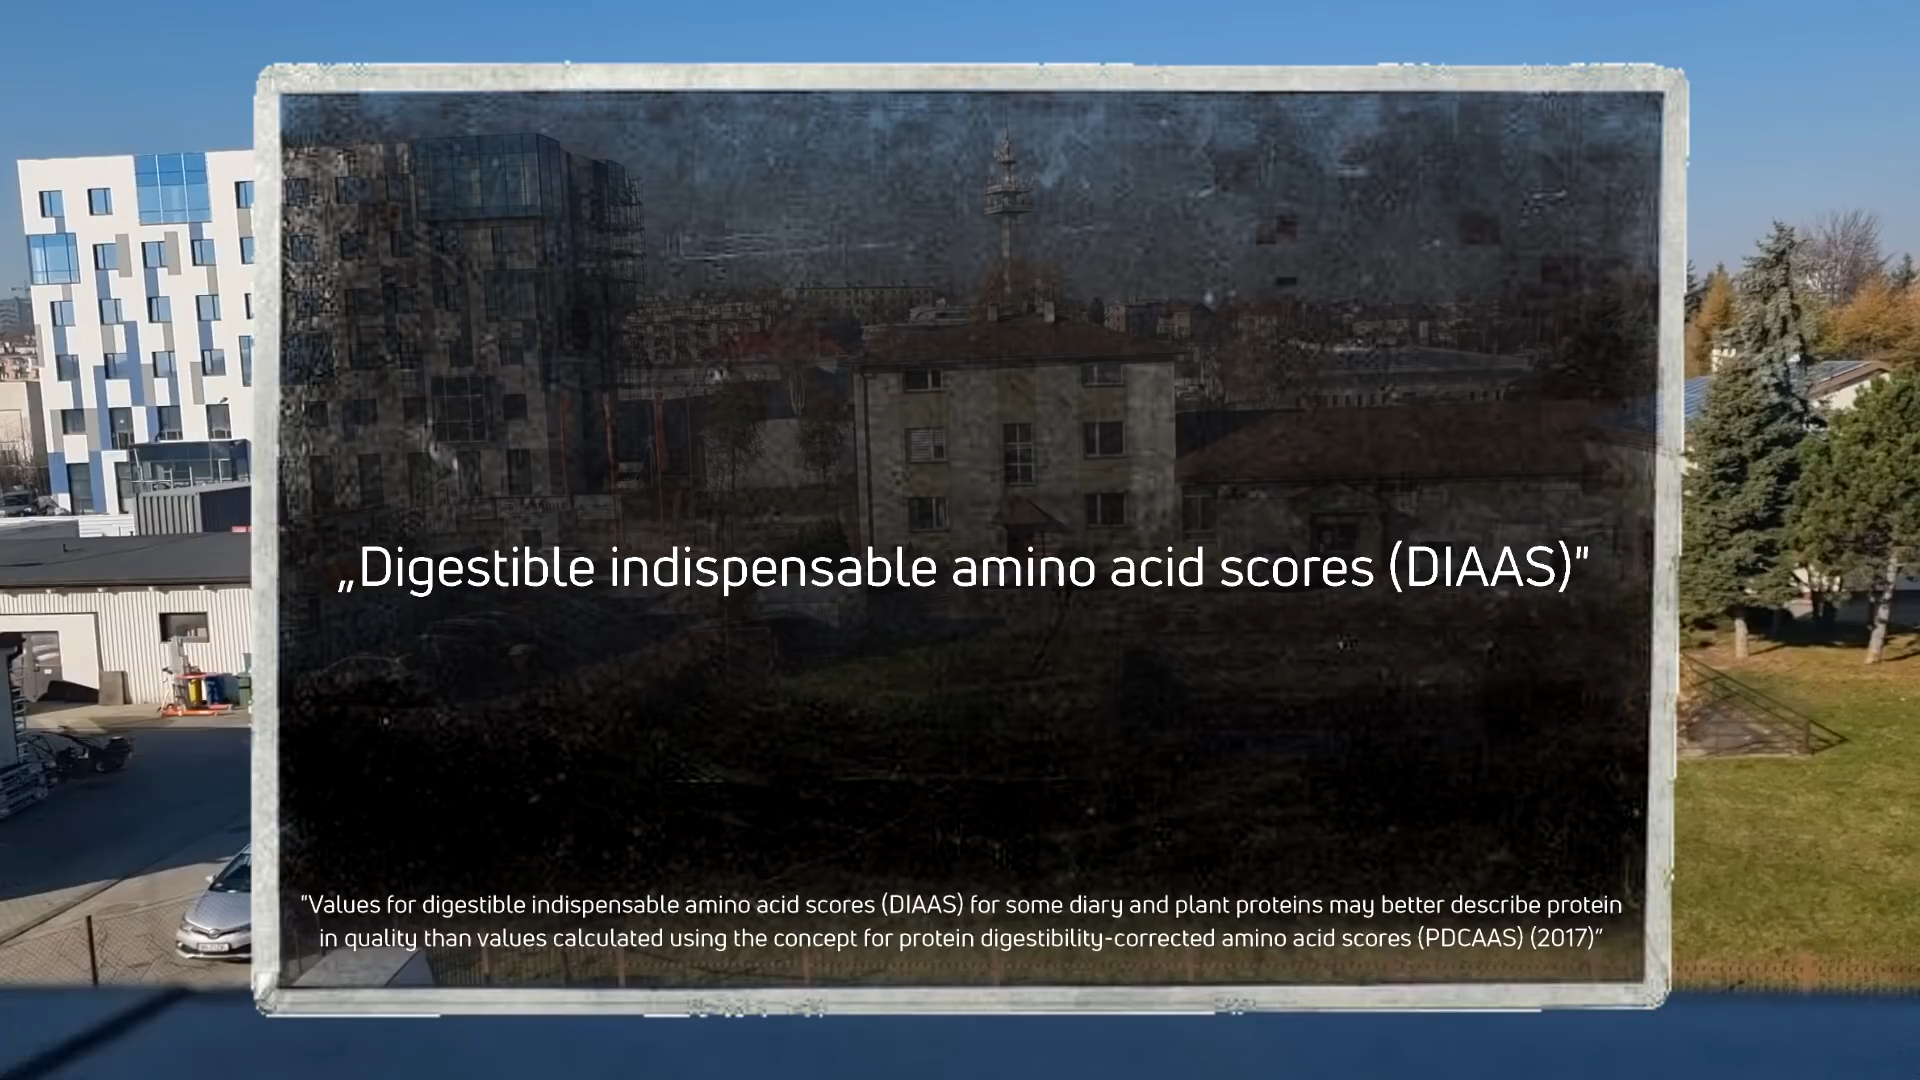 „Digestible indispensable amino acid scores (DIAAS)"
"Values for digestible indispensable amino acid scores (DIAAS) for some diary and plant proteins may better describe protein
in quality than values calculated using the concept for protein digestibility-corrected amino acid scores (PDCAAS) (2017)"